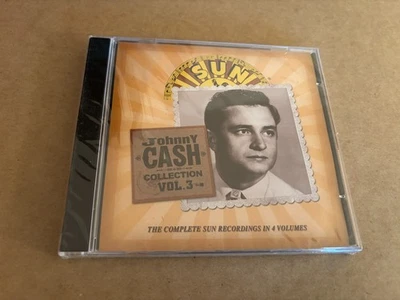 SUN
Johnny
CASH
COLLECTION
VOL. 3
THE COMPLETE SUN RECORDINGS IN 4 VOLUMES